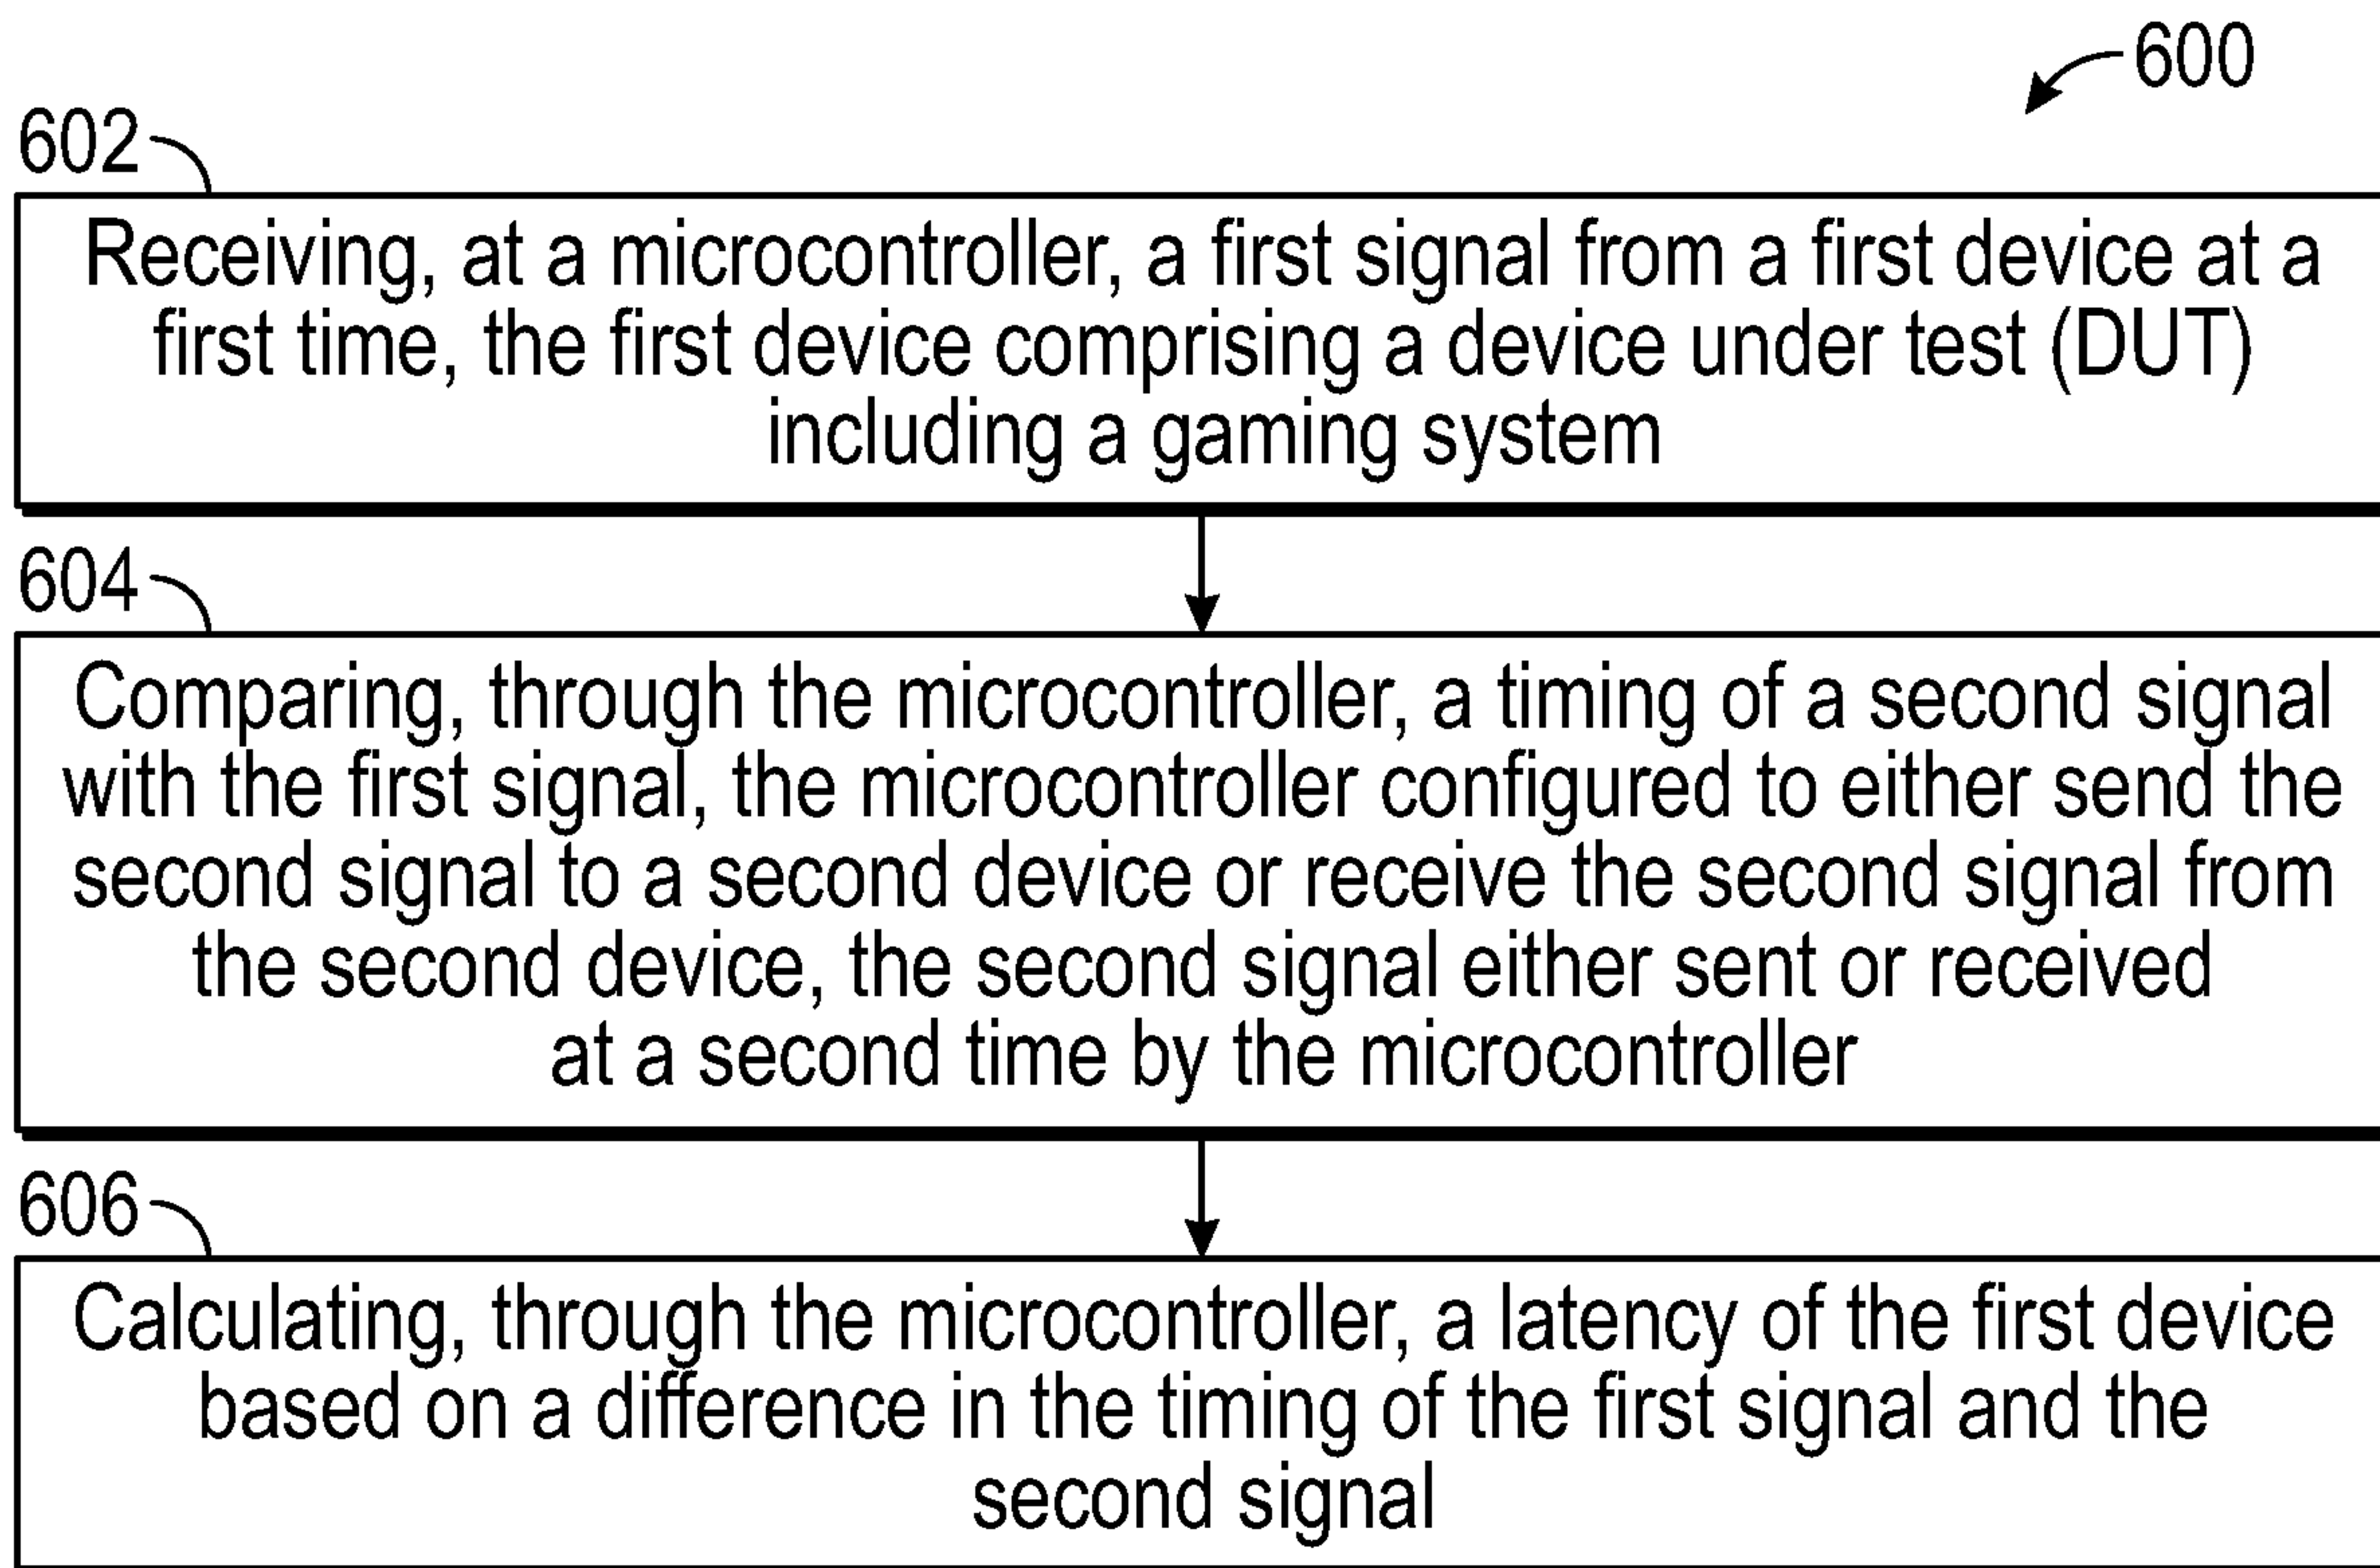 600
602
Receiving, at a microcontroller, a first signal from a first device at a
first time, the first device comprising a device under test (DUT)
including a gaming system
604
Comparing, through the microcontroller, a timing of a second signal
with the first signal, the microcontroller configured to either send the
second signal to a second device or receive the second signal from
the second device, the second signal either sent or received
at a second time by the microcontroller
606
Calculating, through the microcontroller, a latency of the first device
based on a difference in the timing of the first signal and the
second signal